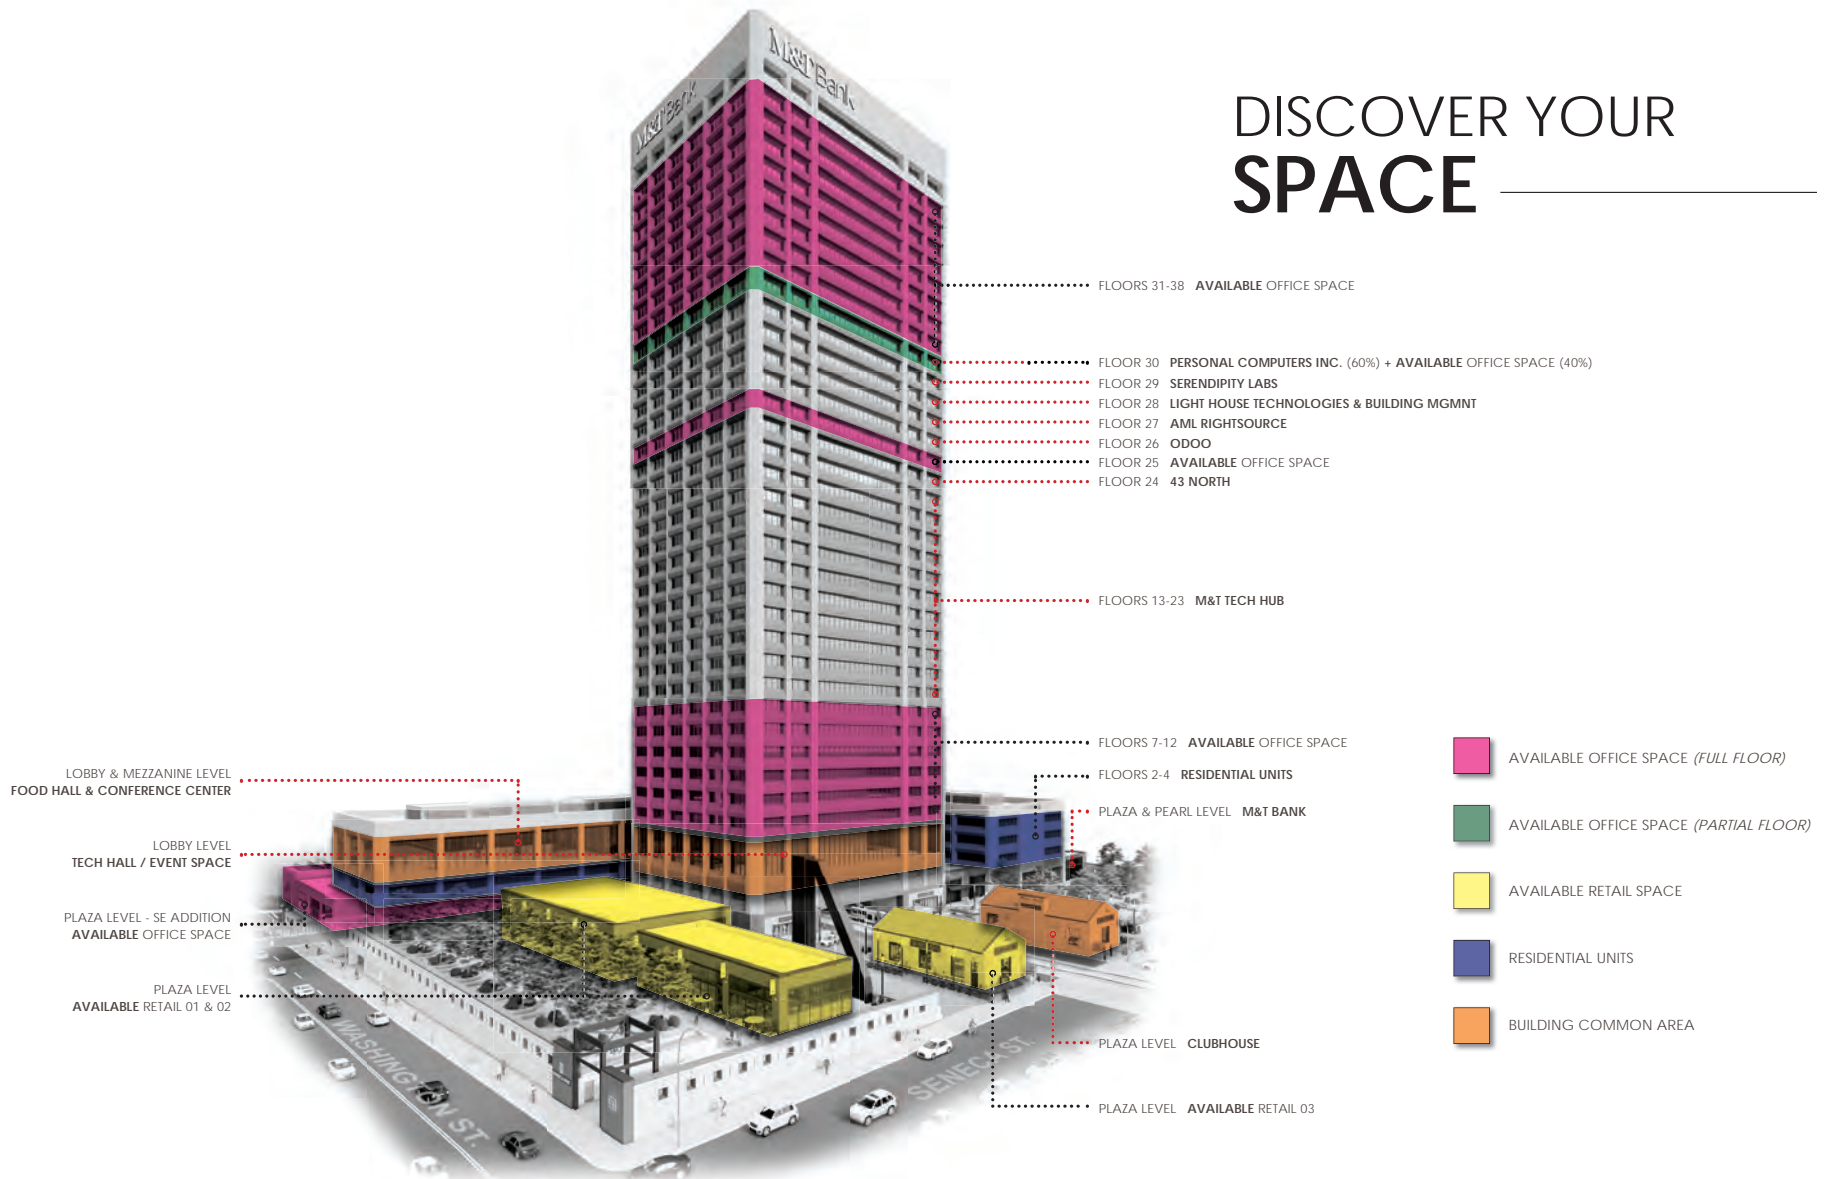 M&T Bank
M&T Bank
DISCOVER YOUR
SPACE
FLOORS 31-38 AVAILABLE OFFICE SPACE
FLOOR 30 PERSONAL COMPUTERS INC. (60%) + AVAILABLE OFFICE SPACE (40%)
FLOOR 29 SERENDIPITY LABS
FLOOR 28 LIGHT HOUSE TECHNOLOGIES & BUILDING MGMNT
FLOOR 27 AML RIGHTSOURCE
FLOOR 26 ODOO
FLOOR 25 AVAILABLE OFFICE SPACE
FLOOR 24 43 NORTH
FLOORS 13-23 M&T TECH HUB
FLOORS 7-12 AVAILABLE OFFICE SPACE
FLOORS 2-4 RESIDENTIAL UNITS
PLAZA & PEARL LEVEL M&T BANK
LOBBY & MEZZANINE LEVEL
FOOD HALL & CONFERENCE CENTER
LOBBY LEVEL
TECH HALL / EVENT SPACE
PLAZA LEVEL - SE ADDITION
AVAILABLE OFFICE SPACE
PLAZA LEVEL
AVAILABLE RETAIL 01 & 02
WASHINGTON ST.
SENECA ST.
PLAZA LEVEL CLUBHOUSE
PLAZA LEVEL AVAILABLE RETAIL 03
AVAILABLE OFFICE SPACE (FULL FLOOR)
AVAILABLE OFFICE SPACE (PARTIAL FLOOR)
AVAILABLE RETAIL SPACE
RESIDENTIAL UNITS
BUILDING COMMON AREA